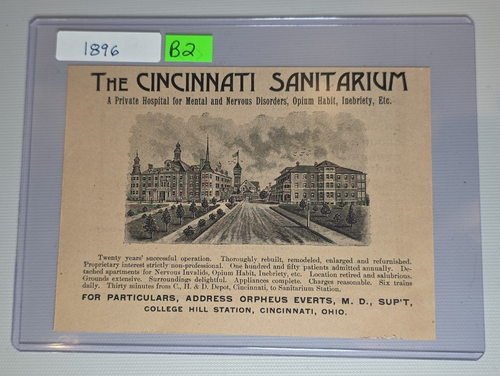 1896
B2
THE CINCINNATI SANITARIUM
A Private Hospital for Mental and Nervous Disorders, Opium Habit, Inebriety, Etc.
Twenty years' successful operation. Thoroughly rebuilt, remodeled, enlarged and refurnished.
Proprietary interest strictly non-professional. One hundred and fifty patients admitted annually. De-
tached apartments for Nervous Invalids, Opium Habit, Inebriety, etc. Location retired and salubrious.
Grounds extensive. Surroundings delightful. Appliances complete. Charges reasonable. Six trains
daily. Thirty minutes from C., H. & D. Depot, Cincinnati, to Sanitarium Station.
FOR PARTICULARS, ADDRESS ORPHEUS EVERTS, M. D., SUP'T,
COLLEGE HILL STATION, CINCINNATI, OHIO.